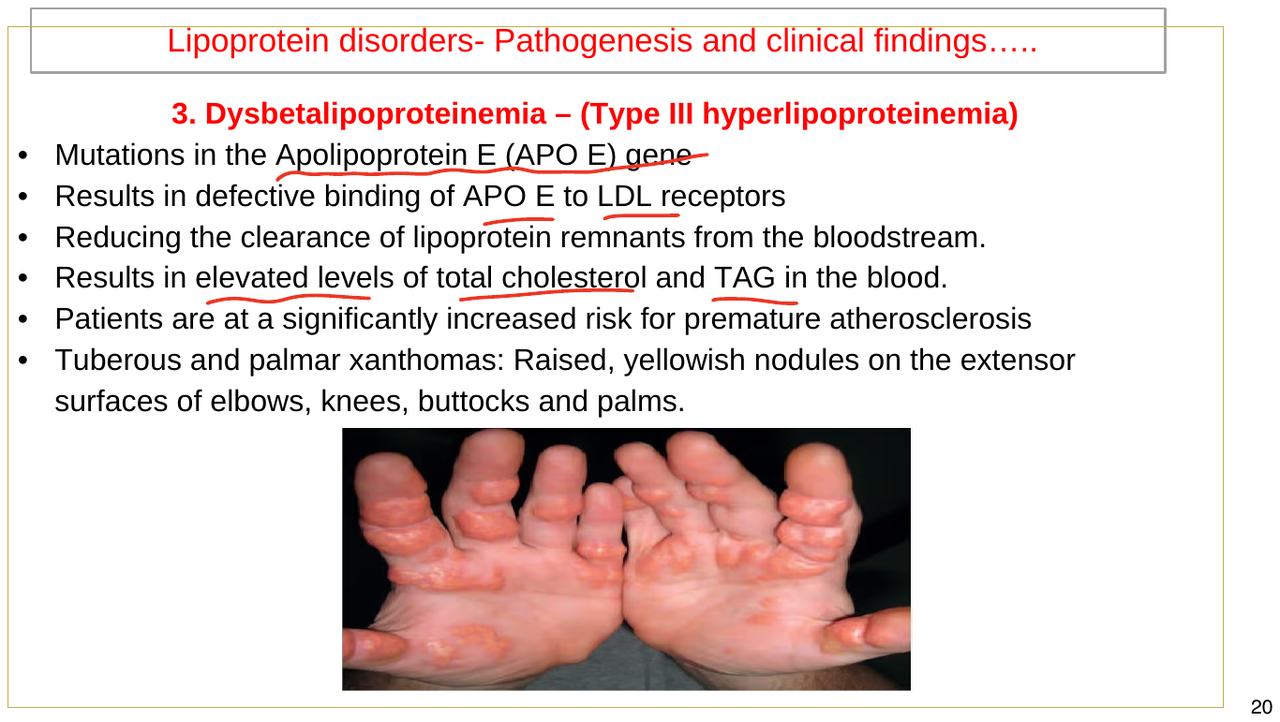 Lipoprotein disorders- Pathogenesis and clinical findings…..
3. Dysbetalipoproteinemia – (Type III hyperlipoproteinemia)
• Mutations in the Apolipoprotein E (APO E) gene
• Results in defective binding of APO E to LDL receptors
• Reducing the clearance of lipoprotein remnants from the bloodstream.
• Results in elevated levels of total cholesterol and TAG in the blood.
• Patients are at a significantly increased risk for premature atherosclerosis
• Tuberous and palmar xanthomas: Raised, yellowish nodules on the extensor
surfaces of elbows, knees, buttocks and palms.
20